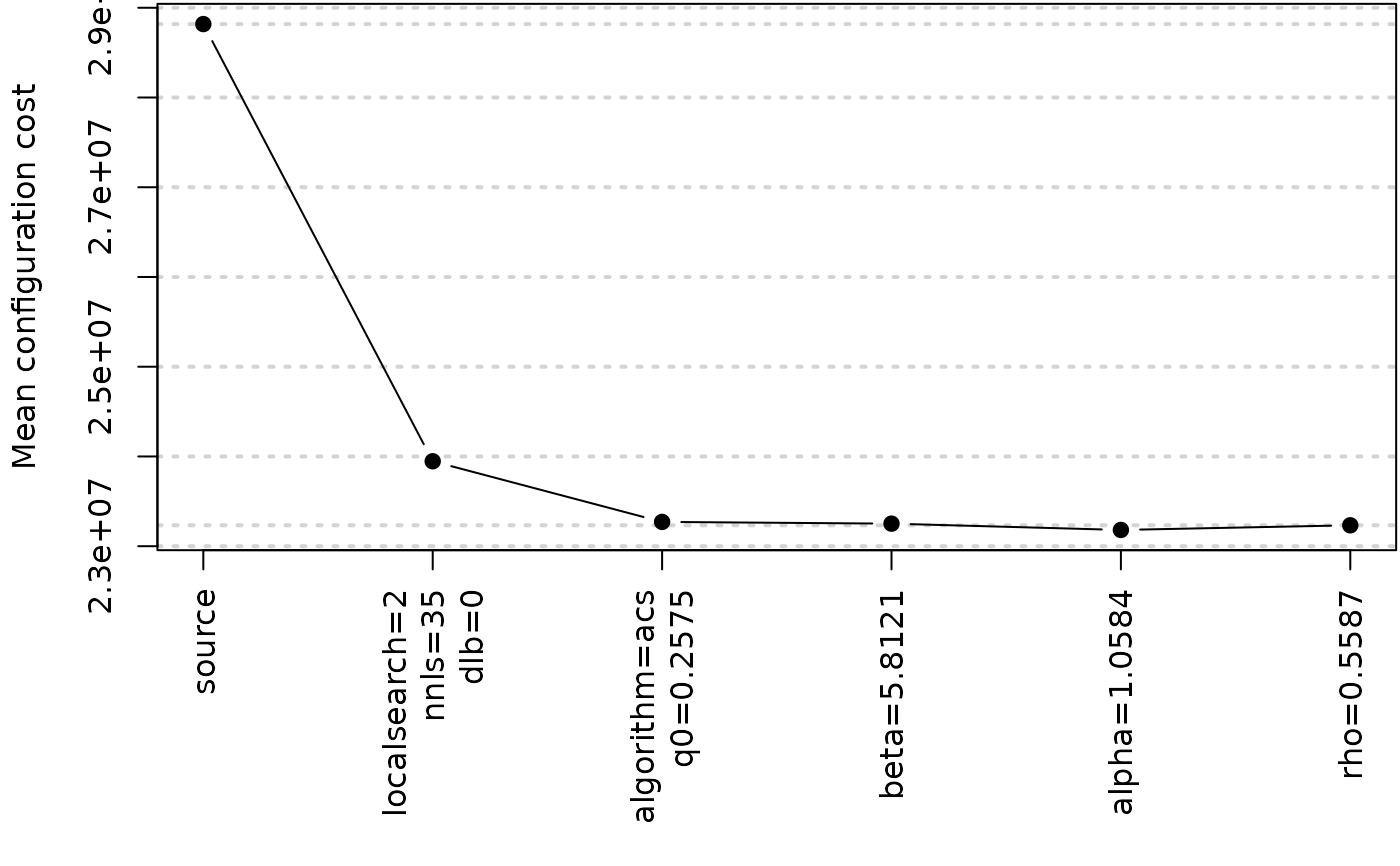 Mean configuration cost
2.9e-
2.7e+07
2.5e+07
2.3e+07
source
localsearch=2
nnls=35
dlb=0
algorithm=acs
q0=0.2575
beta=5.8121
alpha=1.0584
rho=0.5587